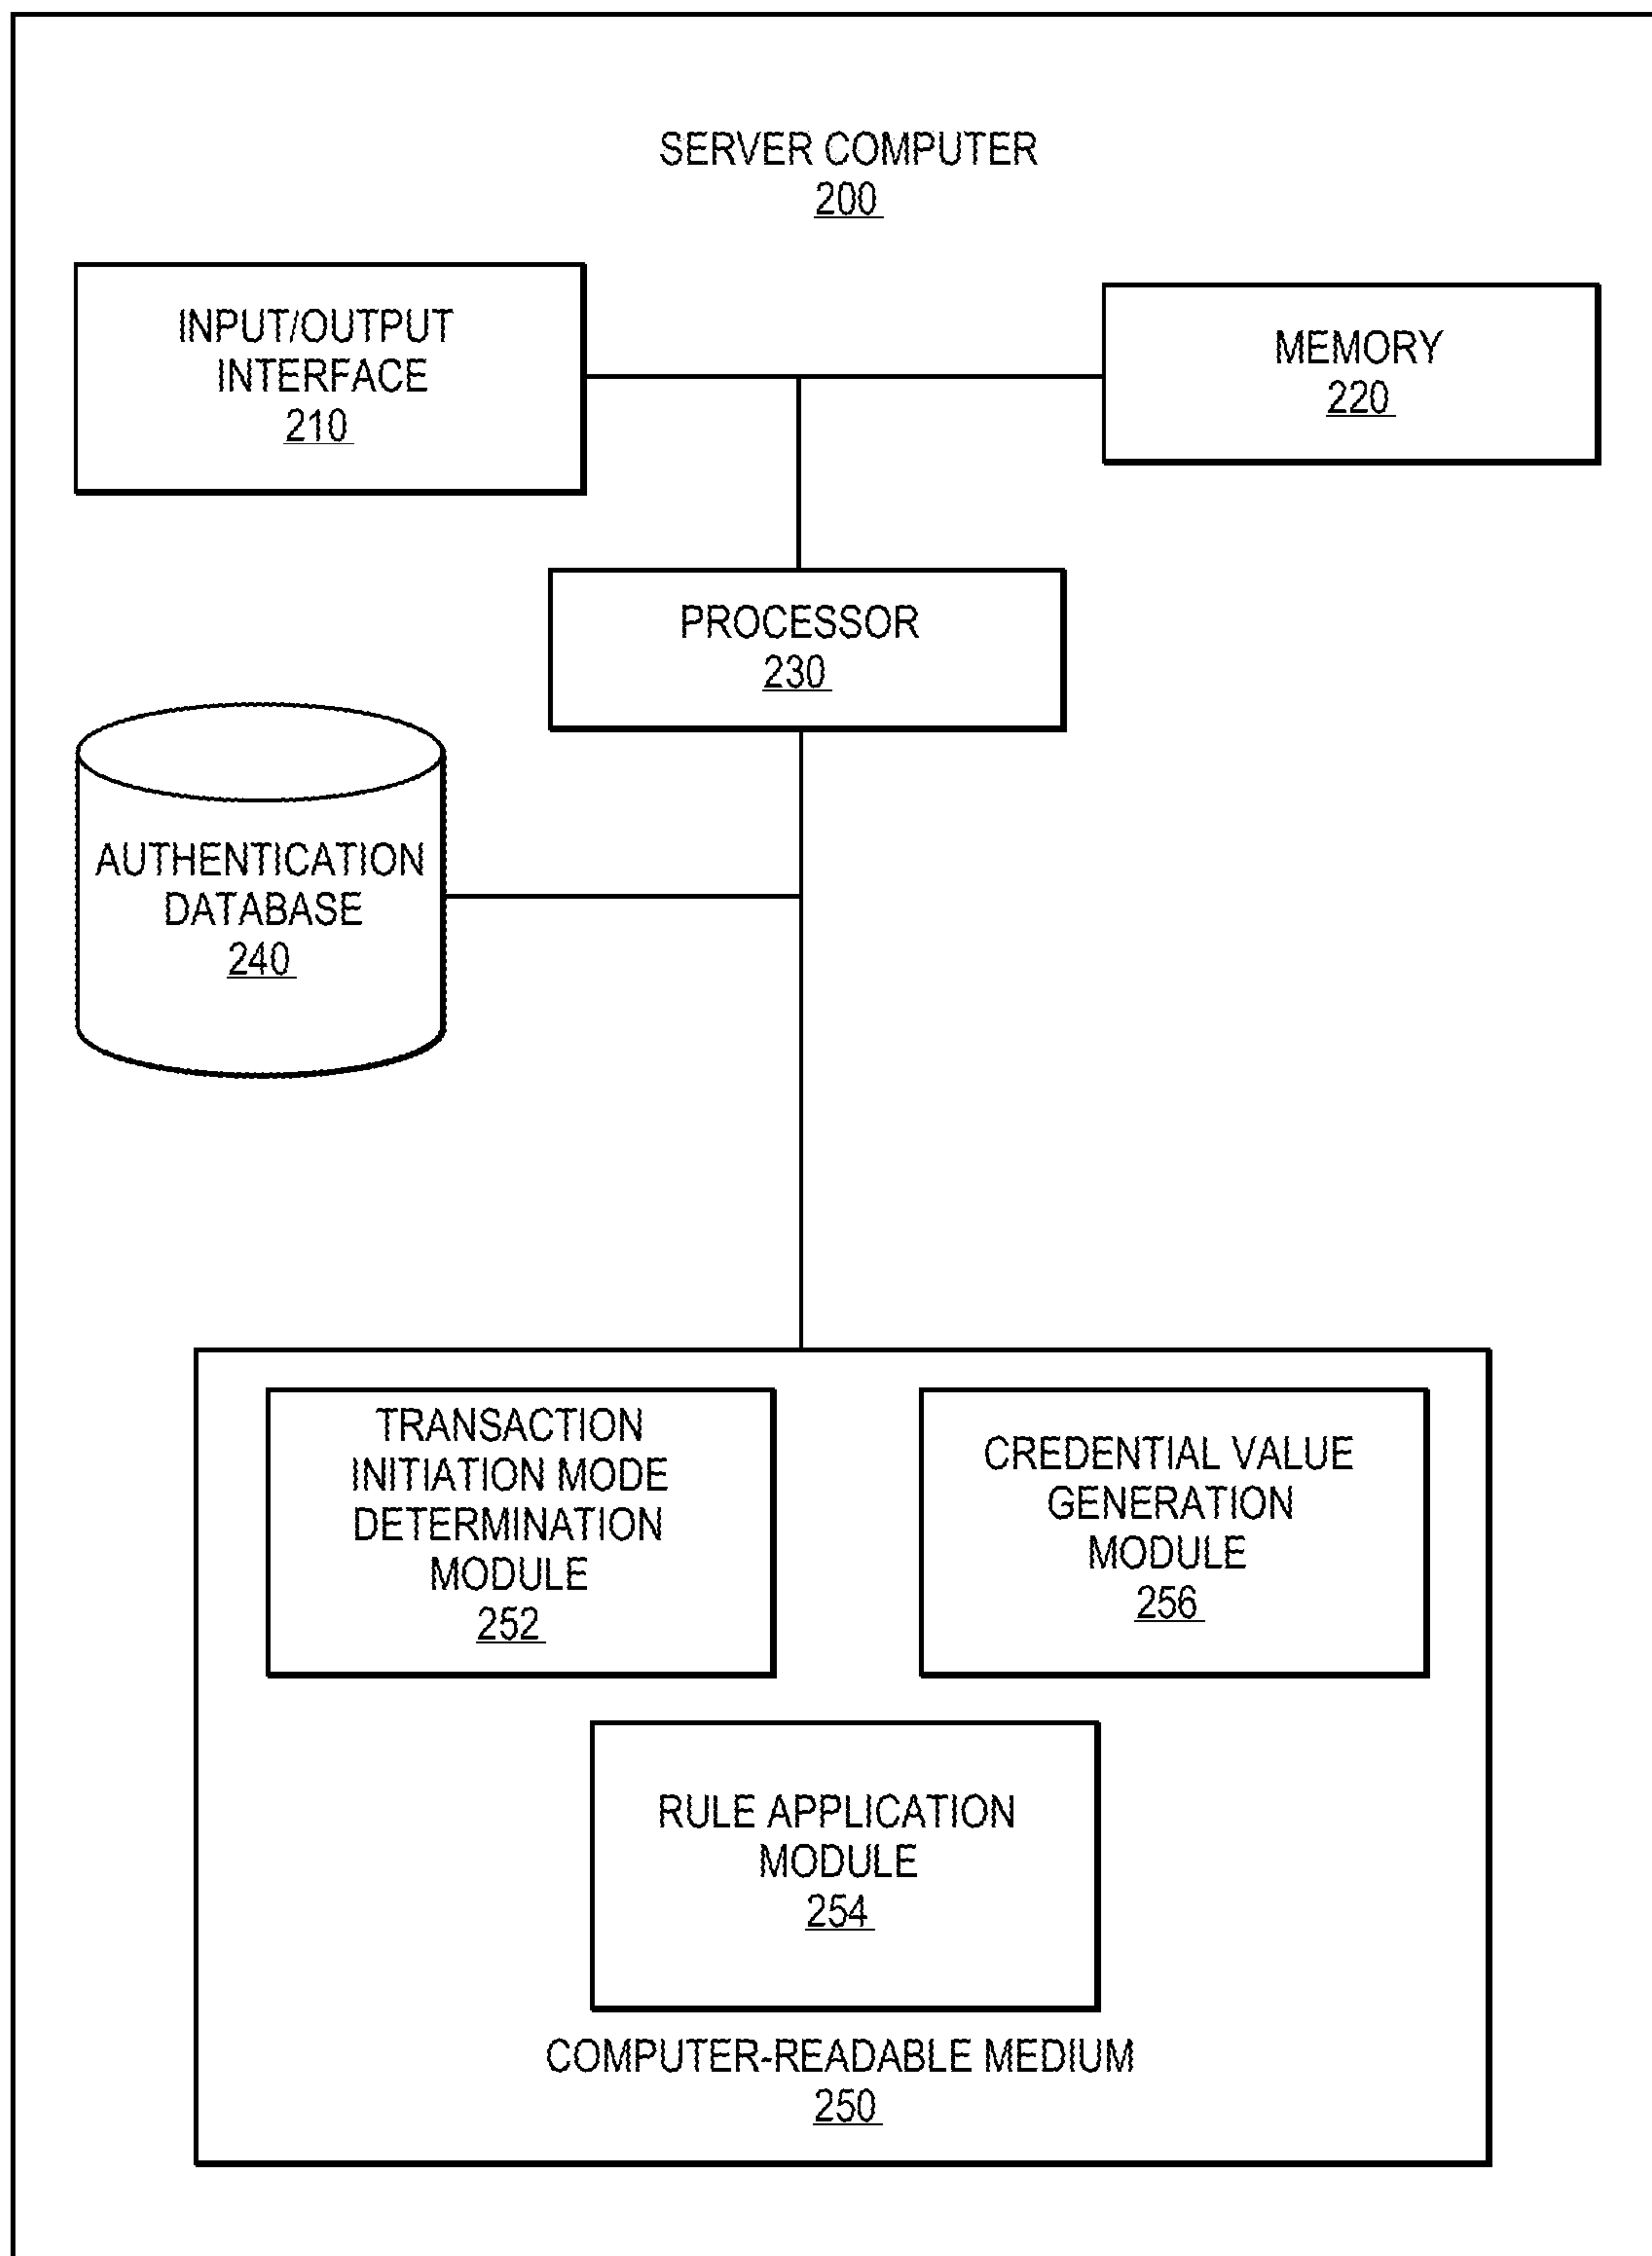 SERVER COMPUTER
200
INPUT/OUTPUT
INTERFACE
210
MEMORY
220
PROCESSOR
230
AUTHENTICATION
DATABASE
240
TRANSACTION
INITIATION MODE
DETERMINATION
MODULE
252
CREDENTIAL VALUE
GENERATION
MODULE
256
RULE APPLICATION
MODULE
254
COMPUTER-READABLE MEDIUM
250